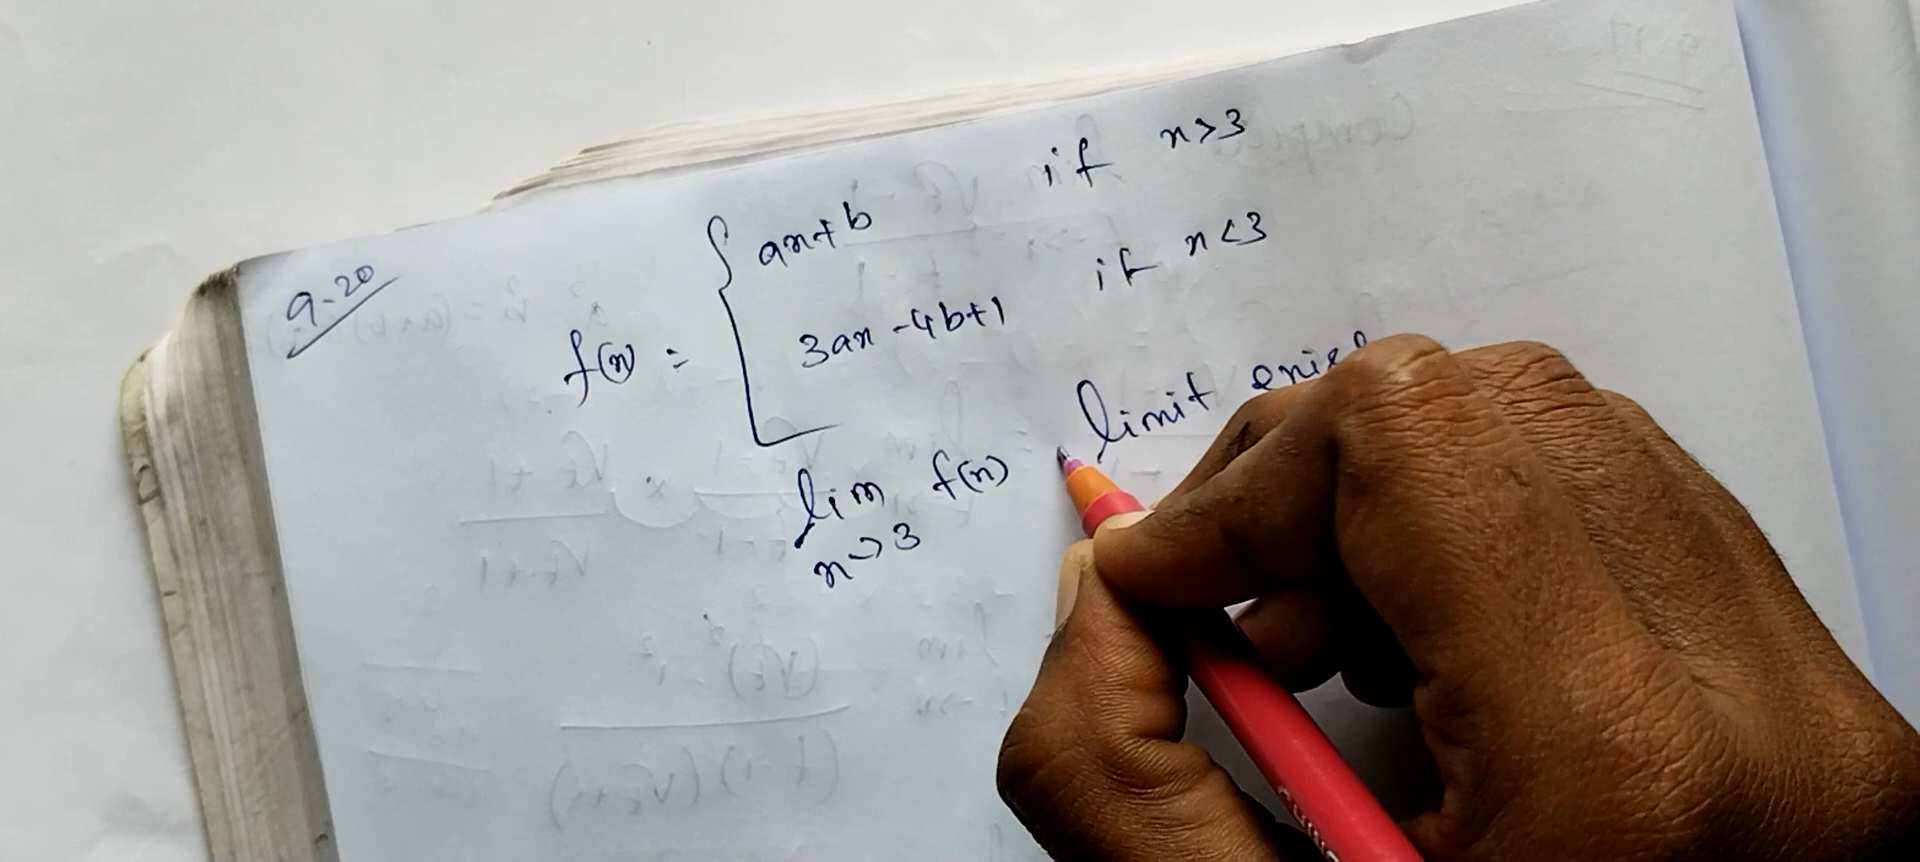 9.20
f(x) = { ax+b if x>3
3ax-4b+1 if x<3
lim f(x) limit
x→3